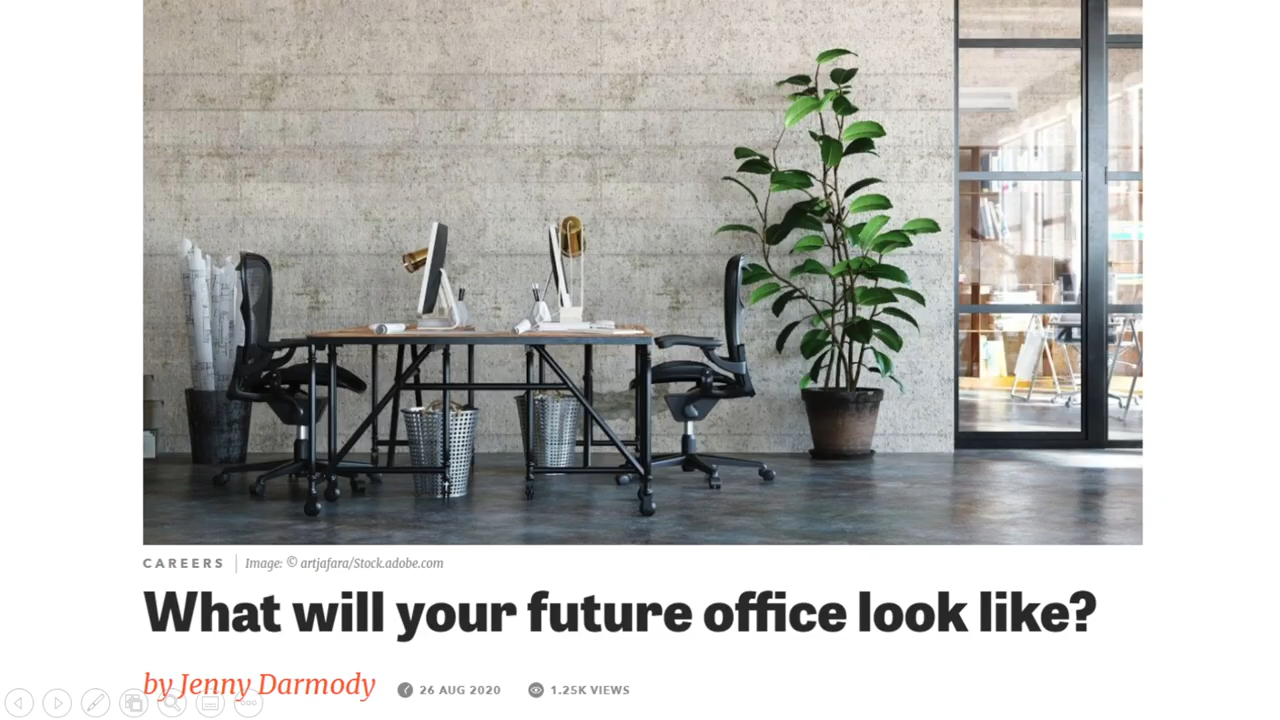 CAREERS | Image: © artjafara/Stock.adobe.com
What will your future office look like?
by Jenny Darmody 26 AUG 2020 1.25K VIEWS